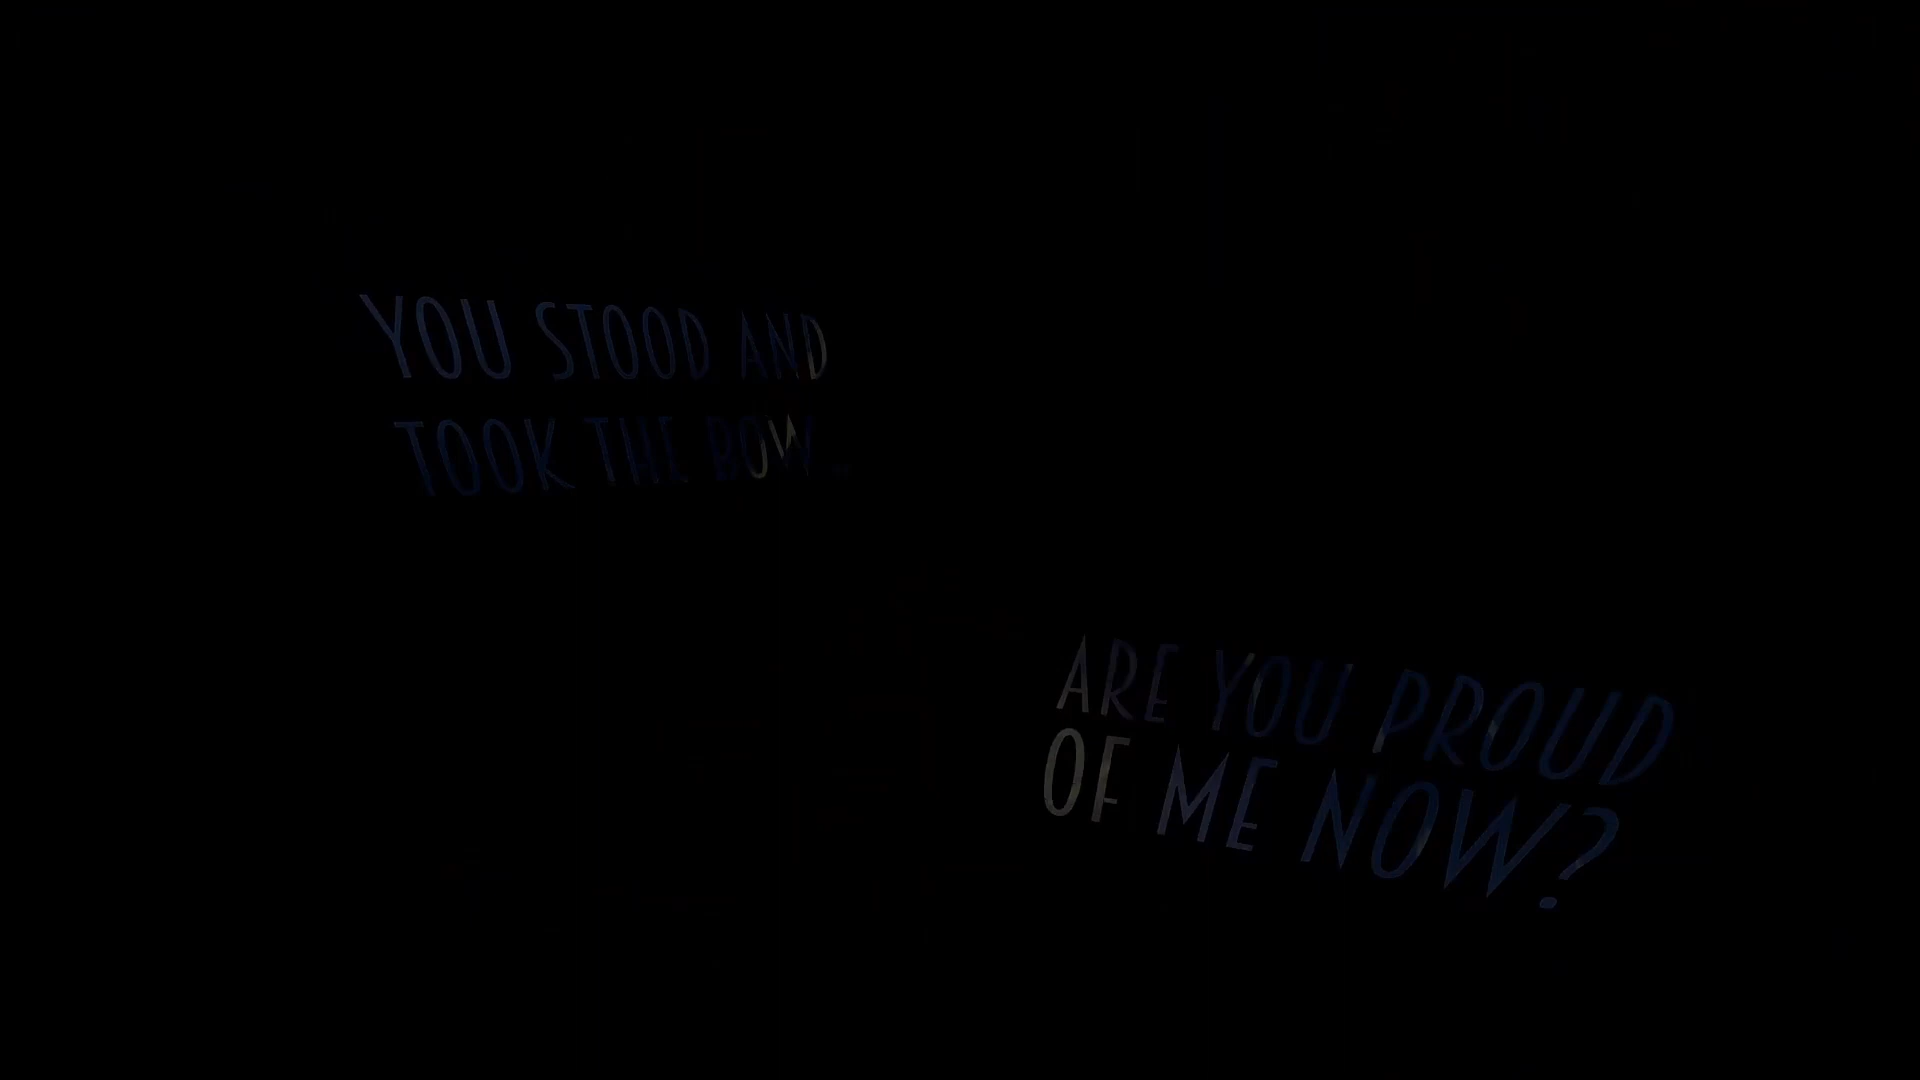 YOU STOOD AND
TOOK THE BOW...
ARE YOU PROUD
OF ME NOW?